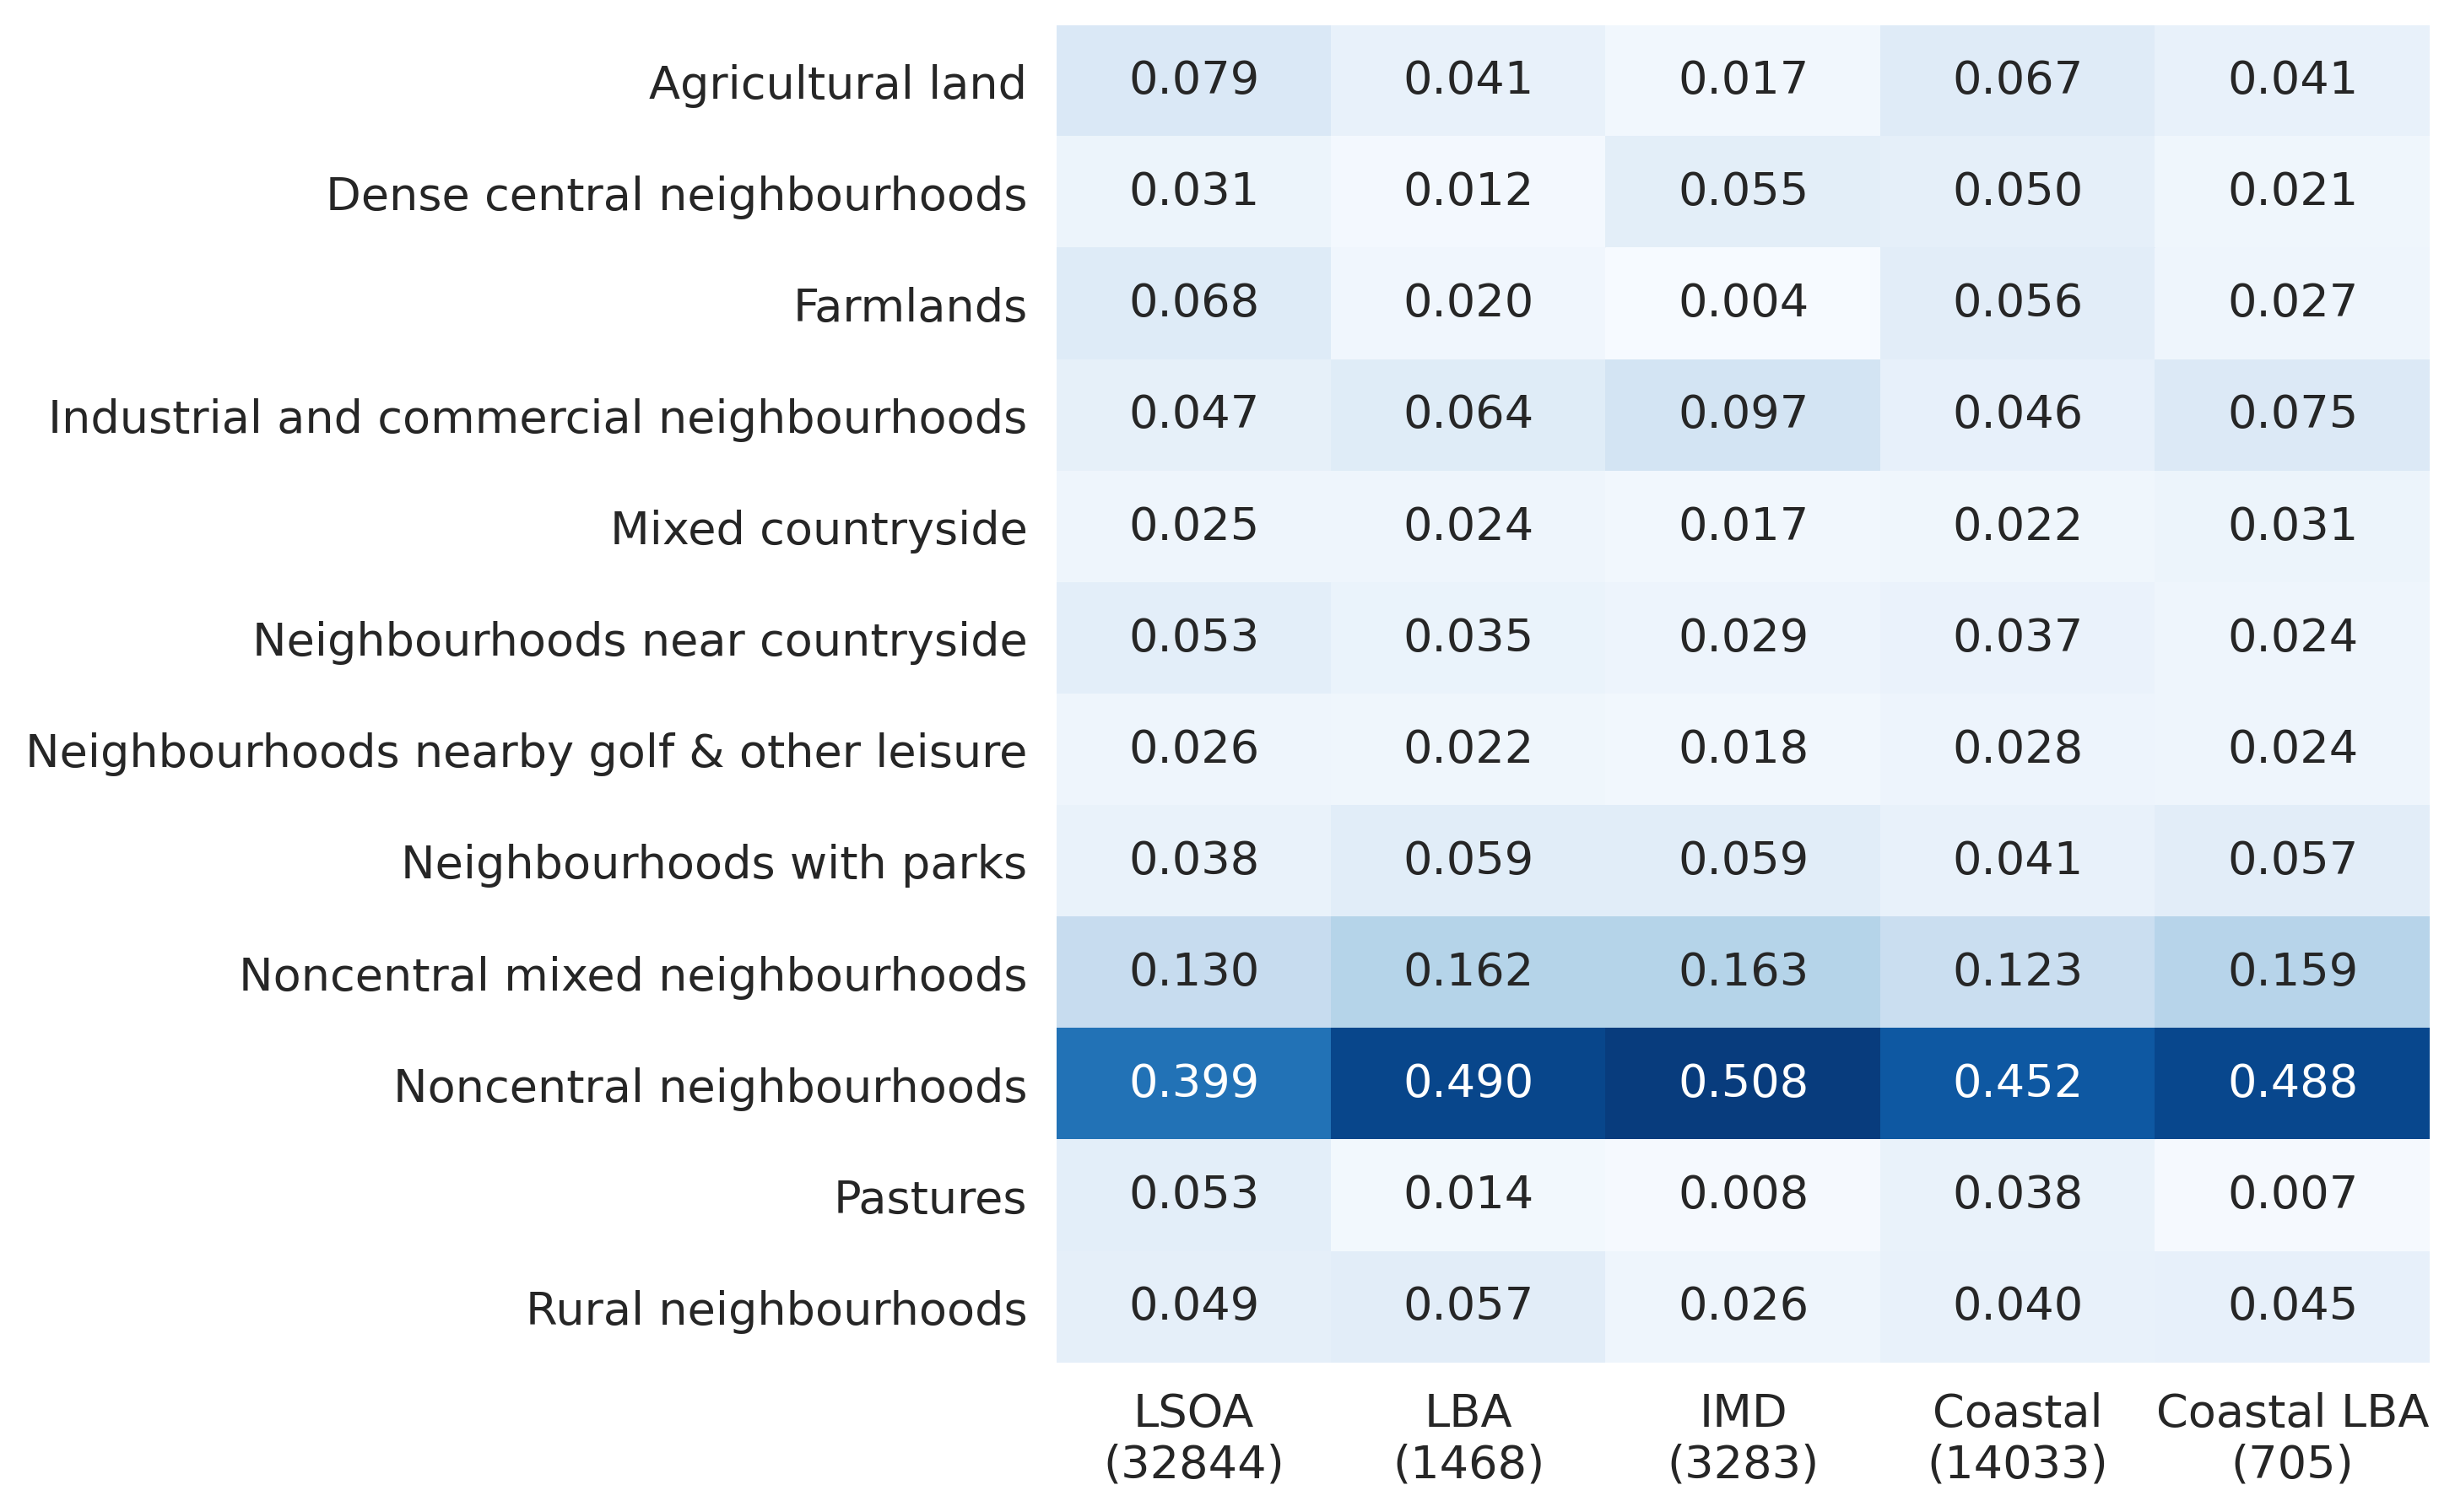 Agricultural land 0.079 0.041 0.017 0.067 0.041
Dense central neighbourhoods 0.031 0.012 0.055 0.050 0.021
Farmlands 0.068 0.020 0.004 0.056 0.027
Industrial and commercial neighbourhoods 0.047 0.064 0.097 0.046 0.075
Mixed countryside 0.025 0.024 0.017 0.022 0.031
Neighbourhoods near countryside 0.053 0.035 0.029 0.037 0.024
Neighbourhoods nearby golf & other leisure 0.026 0.022 0.018 0.028 0.024
Neighbourhoods with parks 0.038 0.059 0.059 0.041 0.057
Noncentral mixed neighbourhoods 0.130 0.162 0.163 0.123 0.159
Noncentral neighbourhoods 0.399 0.490 0.508 0.452 0.488
Pastures 0.053 0.014 0.008 0.038 0.007
Rural neighbourhoods 0.049 0.057 0.026 0.040 0.045
LSOA LBA IMD Coastal Coastal LBA
(32844) (1468) (3283) (14033) (705)